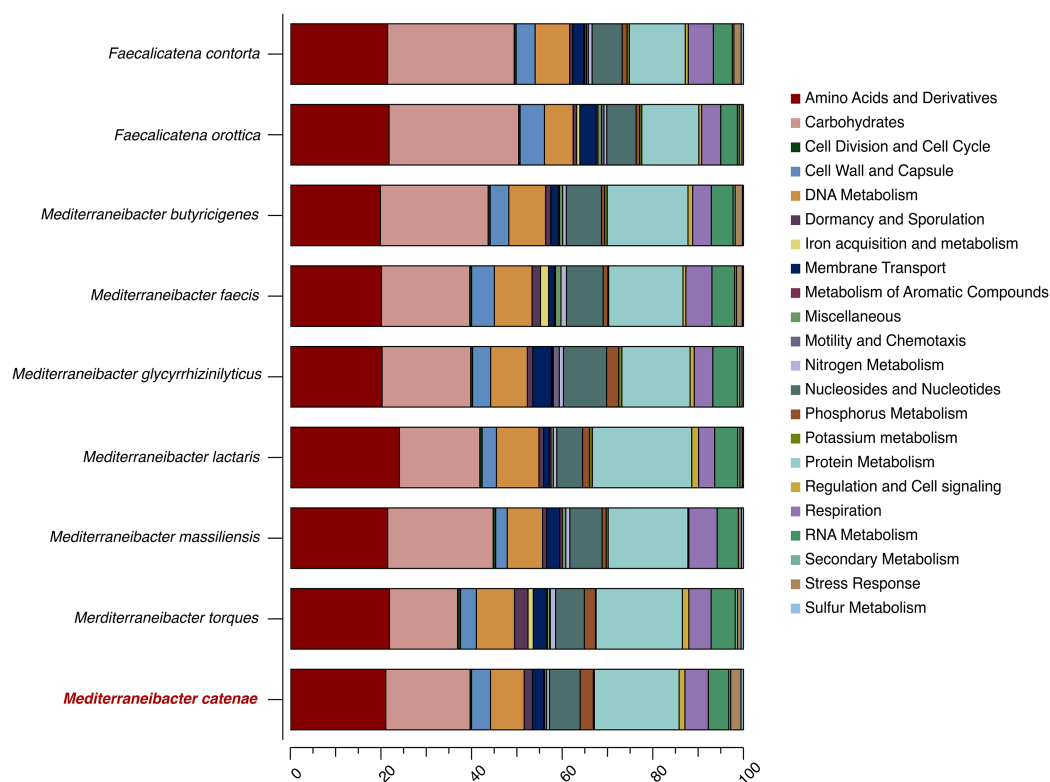 Faecalicatena contorta
Faecalicatena orottica
Mediterraneibacter butyricigenes
Mediterraneibacter faecis
Mediterraneibacter glycyrrhizinilyticus
Mediterraneibacter lactaris
Mediterraneibacter massiliensis
Merditerraneibacter torques
Mediterraneibacter catenae
0 20 40 60 80 100
Amino Acids and Derivatives
Carbohydrates
Cell Division and Cell Cycle
Cell Wall and Capsule
DNA Metabolism
Dormancy and Sporulation
Iron acquisition and metabolism
Membrane Transport
Metabolism of Aromatic Compounds
Miscellaneous
Motility and Chemotaxis
Nitrogen Metabolism
Nucleosides and Nucleotides
Phosphorus Metabolism
Potassium metabolism
Protein Metabolism
Regulation and Cell signaling
Respiration
RNA Metabolism
Secondary Metabolism
Stress Response
Sulfur Metabolism